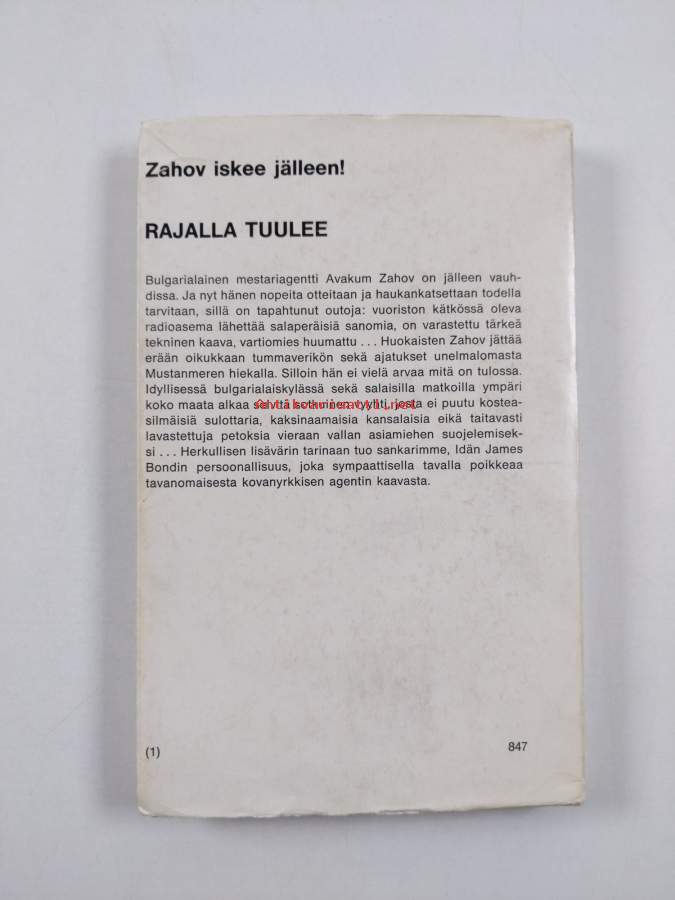 Zahov iskee jälleen!
RAJALLA TUULEE
Bulgarialainen mestariagentti Avakum Zahov on jälleen vauh-
dissa. Ja nyt hänen nopeita otteitaan ja haukankatsettaan todella
tarvitaan, sillä on tapahtunut outoja: vuoriston kätkössä oleva
radioasema lähettää salaperäisiä sanomia, on varastettu tärkeä
tekninen kaava, vartiomies huumattu . . . Huokaisten Zahov jättää
erään oikukkaan tummaverikön sekä ajatukset unelmalomasta
Mustanmeren hiekalla. Silloin hän ei vielä arvaa mitä on tulossa.
Idyllisessä bulgarialaiskylässä sekä salaisilla matkoilla ympäri
koko maata alkaa vyyhti, josta ei puutu kostea-
silmäisiä sulottaria, kaksinaamaisia kansalaisia eikä taitavasti
lavastettuja petoksia vieraan vallan asiamiehen suojelemisek-
si . . . Herkullisen lisävärin tarinaan tuo sankarimme, Idän James
Bondin persoonallisuus, joka sympaattisella tavalla poikkeaa
tavanomaisesta kovanyrkkisen agentin kaavasta.
(1) 847